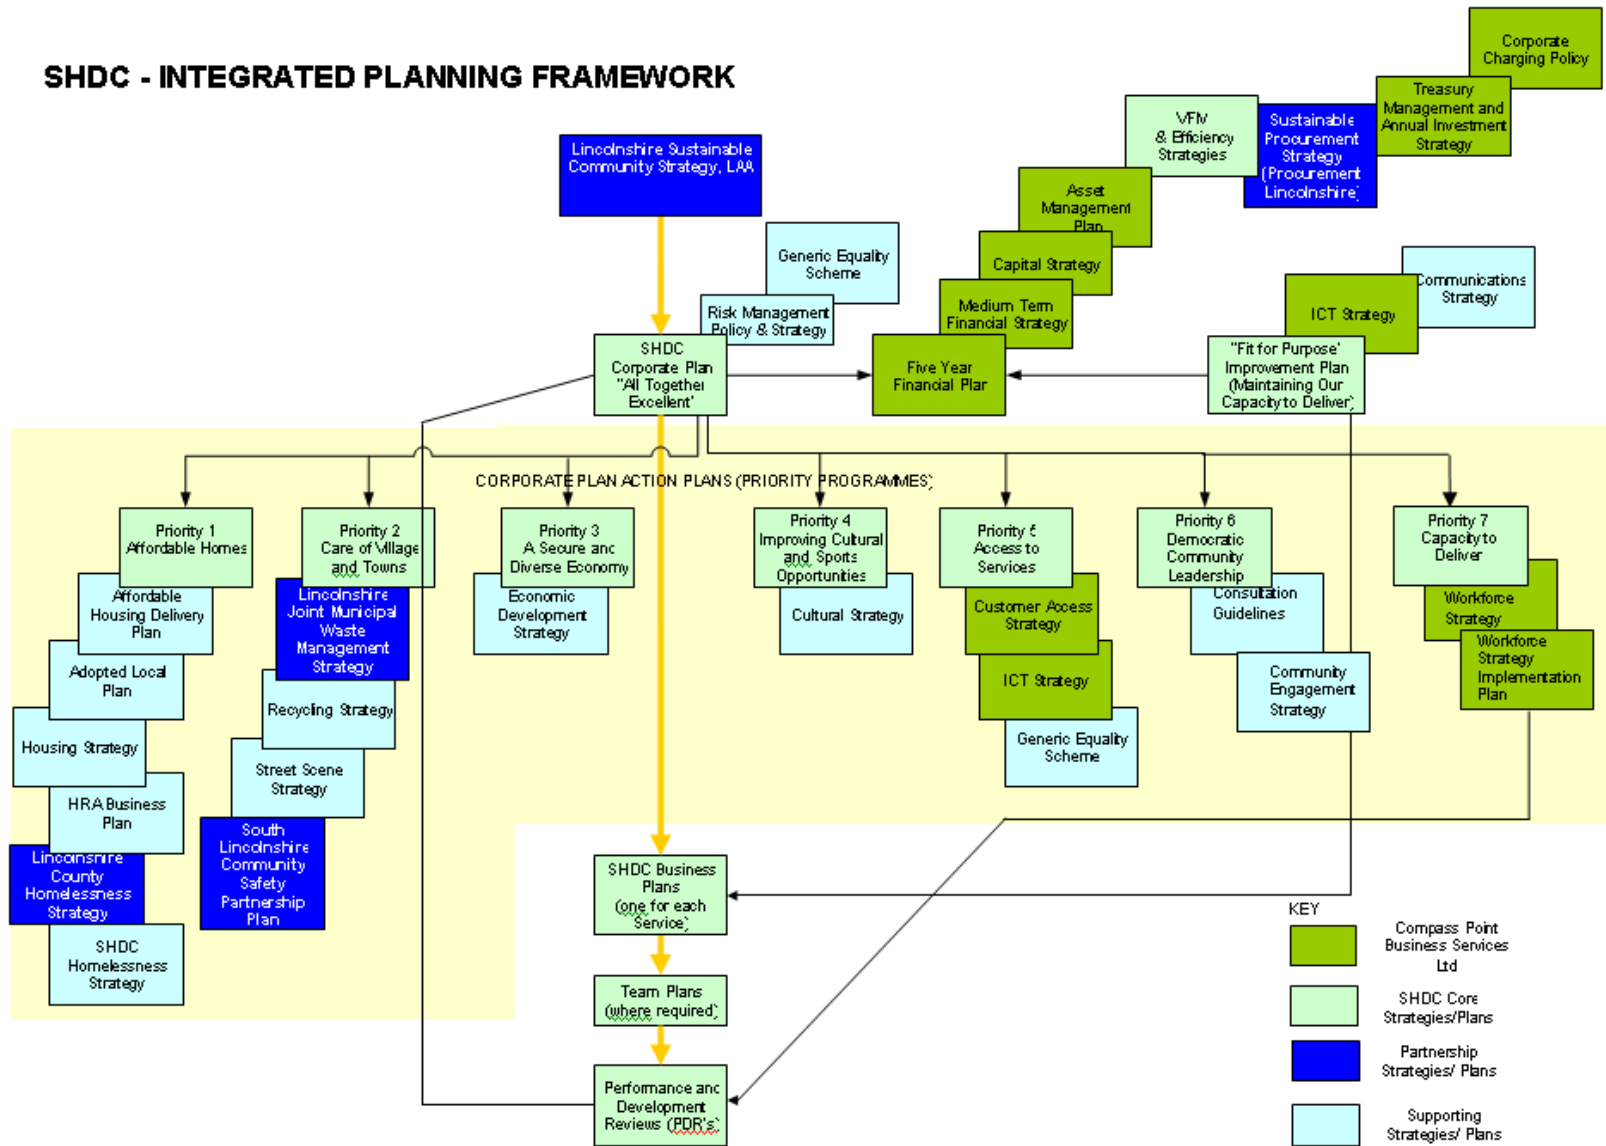 SHDC - INTEGRATED PLANNING FRAMEWORK
Corporate
Charging Policy
Treasury
Management and
Annual Investment
Strategy
VFM
& Efficiency
Strategies
Sustainable
Procurement
Strategy
(Procurement
Lincolnshire)
Lincolnshire Sustainable
Community Strategy, LAA
Asset
Management
Plan
Generic Equality
Scheme
Capital Strategy
Communications
Strategy
Risk Management
Policy & Strategy
Medium Term
Financial Strategy
ICT Strategy
SHDC
Corporate Plan
"All Together
Excellent"
Five Year
Financial Plan
"Fit for Purpose"
Improvement Plan
(Maintaining Our
Capacity to Deliver)
CORPORATE PLAN ACTION PLANS (PRIORITY PROGRAMMES)
Priority 1
Affordable Homes
Affordable
Housing Delivery
Plan
Adopted Local
Plan
Housing Strategy
HRA Business
Plan
Lincolnshire
County
Homelessness
Strategy
SHDC
Homelessness
Strategy
Priority 2
Care of Village
and Towns
Lincolnshire
Joint Municipal
Waste
Management
Strategy
Recycling Strategy
Street Scene
Strategy
South
Lincolnshire
Community
Safety
Partnership
Plan
Priority 3
A Secure and
Diverse Economy
Economic
Development
Strategy
Priority 4
Improving Cultural
and Sports
Opportunities
Cultural Strategy
Priority 5
Access to
Services
Customer Access
Strategy
ICT Strategy
Generic Equality
Scheme
Priority 6
Democratic
Community
Leadership
Consultation
Guidelines
Community
Engagement
Strategy
Priority 7
Capacity to
Deliver
Workforce
Strategy
Workforce
Strategy
Implementation
Plan
SHDC Business
Plans
(one for each
Service)
Team Plans
(where required)
Performance and
Development
Reviews (PDR's)
KEY
Compass Point
Business Services
Ltd
SHDC Core
Strategies/Plans
Partnership
Strategies/ Plans
Supporting
Strategies/ Plans